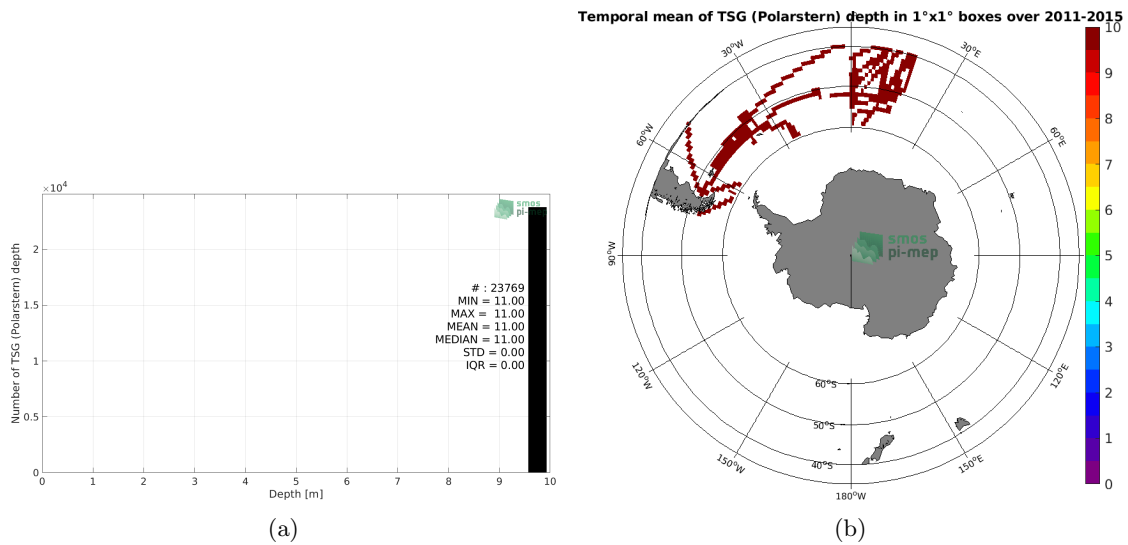 Temporal mean of TSG (Polarstern) depth in 1°x1° boxes over 2011-2015
×10⁴
Number of TSG (Polarstern) depth
2
1.5
1
0.5
0
smos
pi-mep
# : 23769
MIN = 11.00
MAX = 11.00
MEAN = 11.00
MEDIAN = 11.00
STD = 0.00
IQR = 0.00
0 1 2 3 4 5 6 7 8 9 10
Depth [m]
(a)
30°W
30°E
60°W
60°E
90°W
smos
pi-mep
120°W
120°E
60°S
50°S
40°S
150°W
150°E
180°W
10
9
8
7
6
5
4
3
2
1
0
(b)